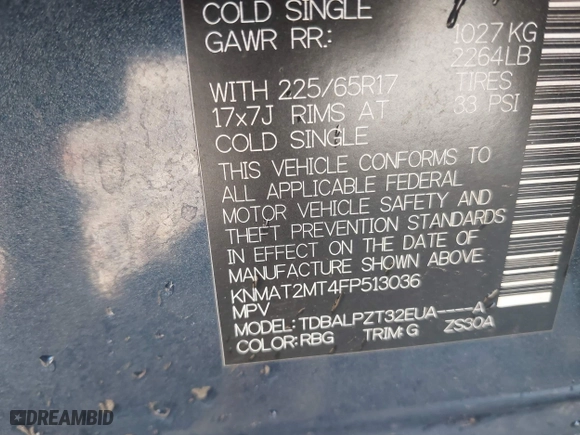 COLD SINGLE
GAWR RR: 1027 KG
2264LB
WITH 225/65R17 TIRES
17x7J RIMS AT 33 PSI
COLD SINGLE
THIS VEHICLE CONFORMS TO
ALL APPLICABLE FEDERAL
MOTOR VEHICLE SAFETY AND
THEFT PREVENTION STANDARDS
IN EFFECT ON THE DATE OF
MANUFACTURE SHOWN ABOVE.
KNMAT2MT4FP513036
MPV
MODEL: TDBALPZT32EUA----A
COLOR:RBG TRIM: G ZS30A
DREAMBID